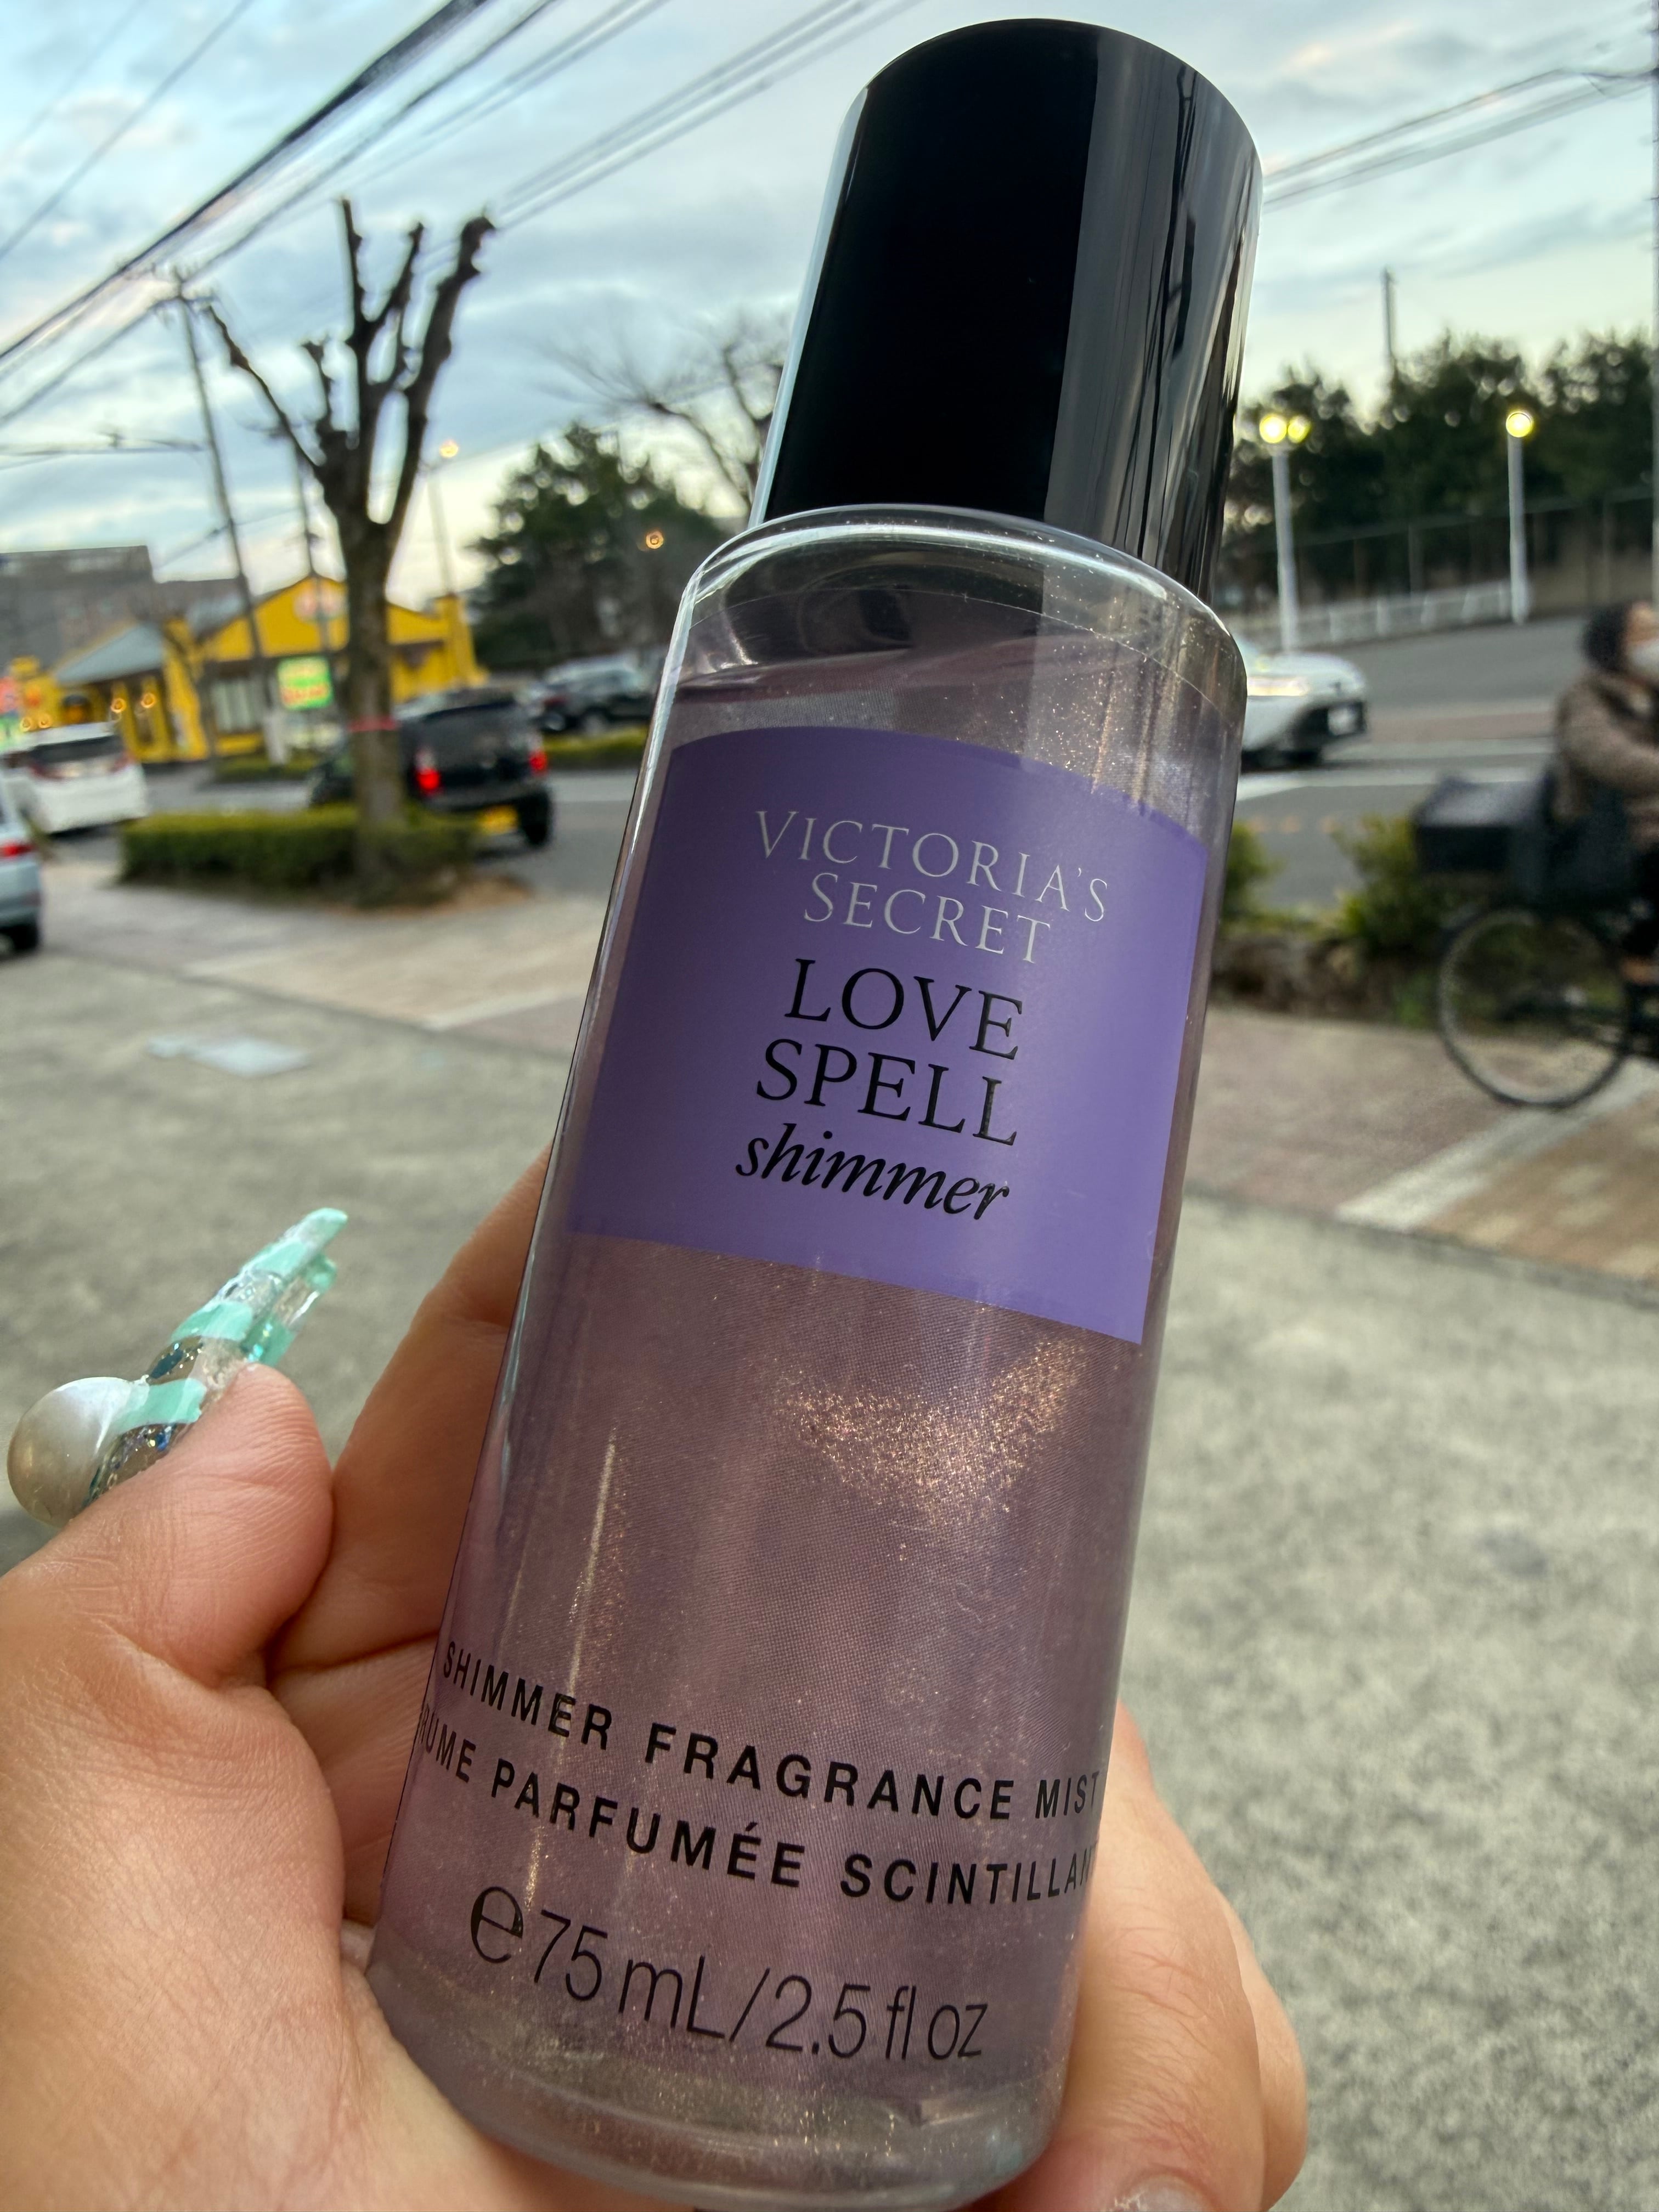 VICTORIA'S
SECRET
LOVE
SPELL
shimmer
SHIMMER FRAGRANCE MIST
PARFUMÉE
℮ 75 mL/2.5 fl oz